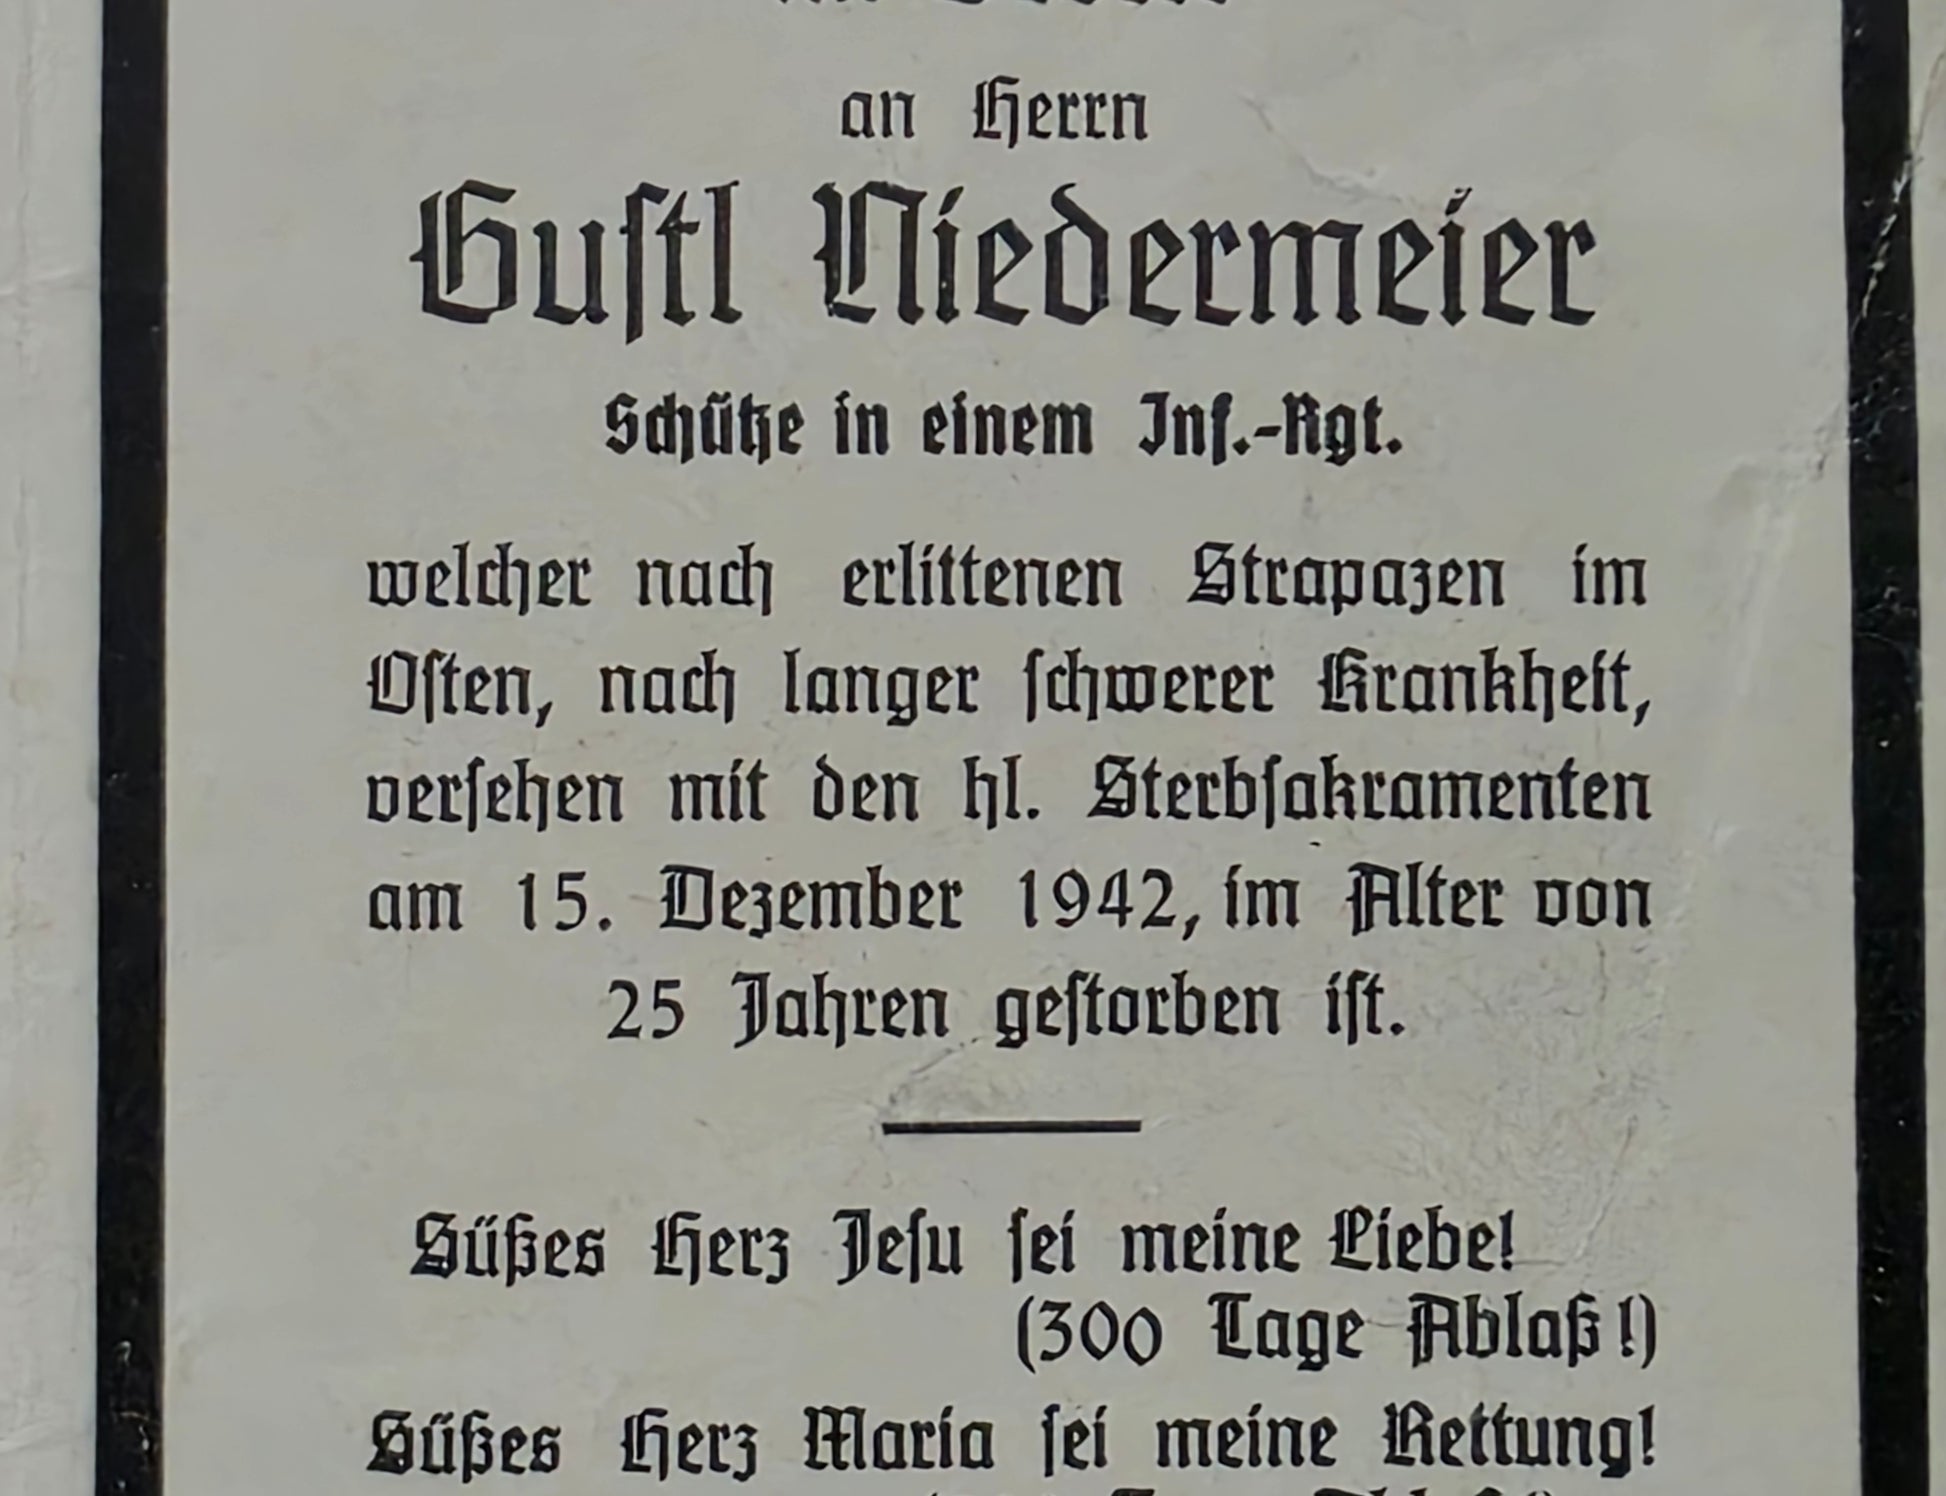 an Herrn
Gustl Niedermeier
Schütze in einem Inf.-Rgt.
welcher nach erlittenen Strapazen im
Osten, nach langer schwerer Krankheit,
versehen mit den hl. Sterbsakramenten
am 15. Dezember 1942, im Alter von
25 Jahren gestorben ist.
Süßes Herz Jesu sei meine Liebe!
(300 Tage Ablaß!)
Süßes Herz Maria sei meine Rettung!